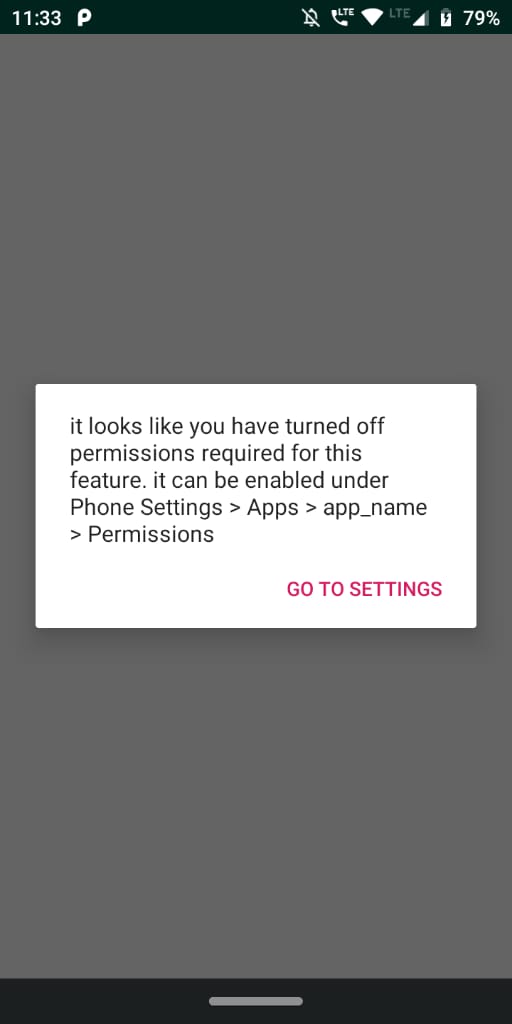 11:33 P LTE LTE 79%
it looks like you have turned off
permissions required for this
feature. it can be enabled under
Phone Settings > Apps > app_name
> Permissions
GO TO SETTINGS